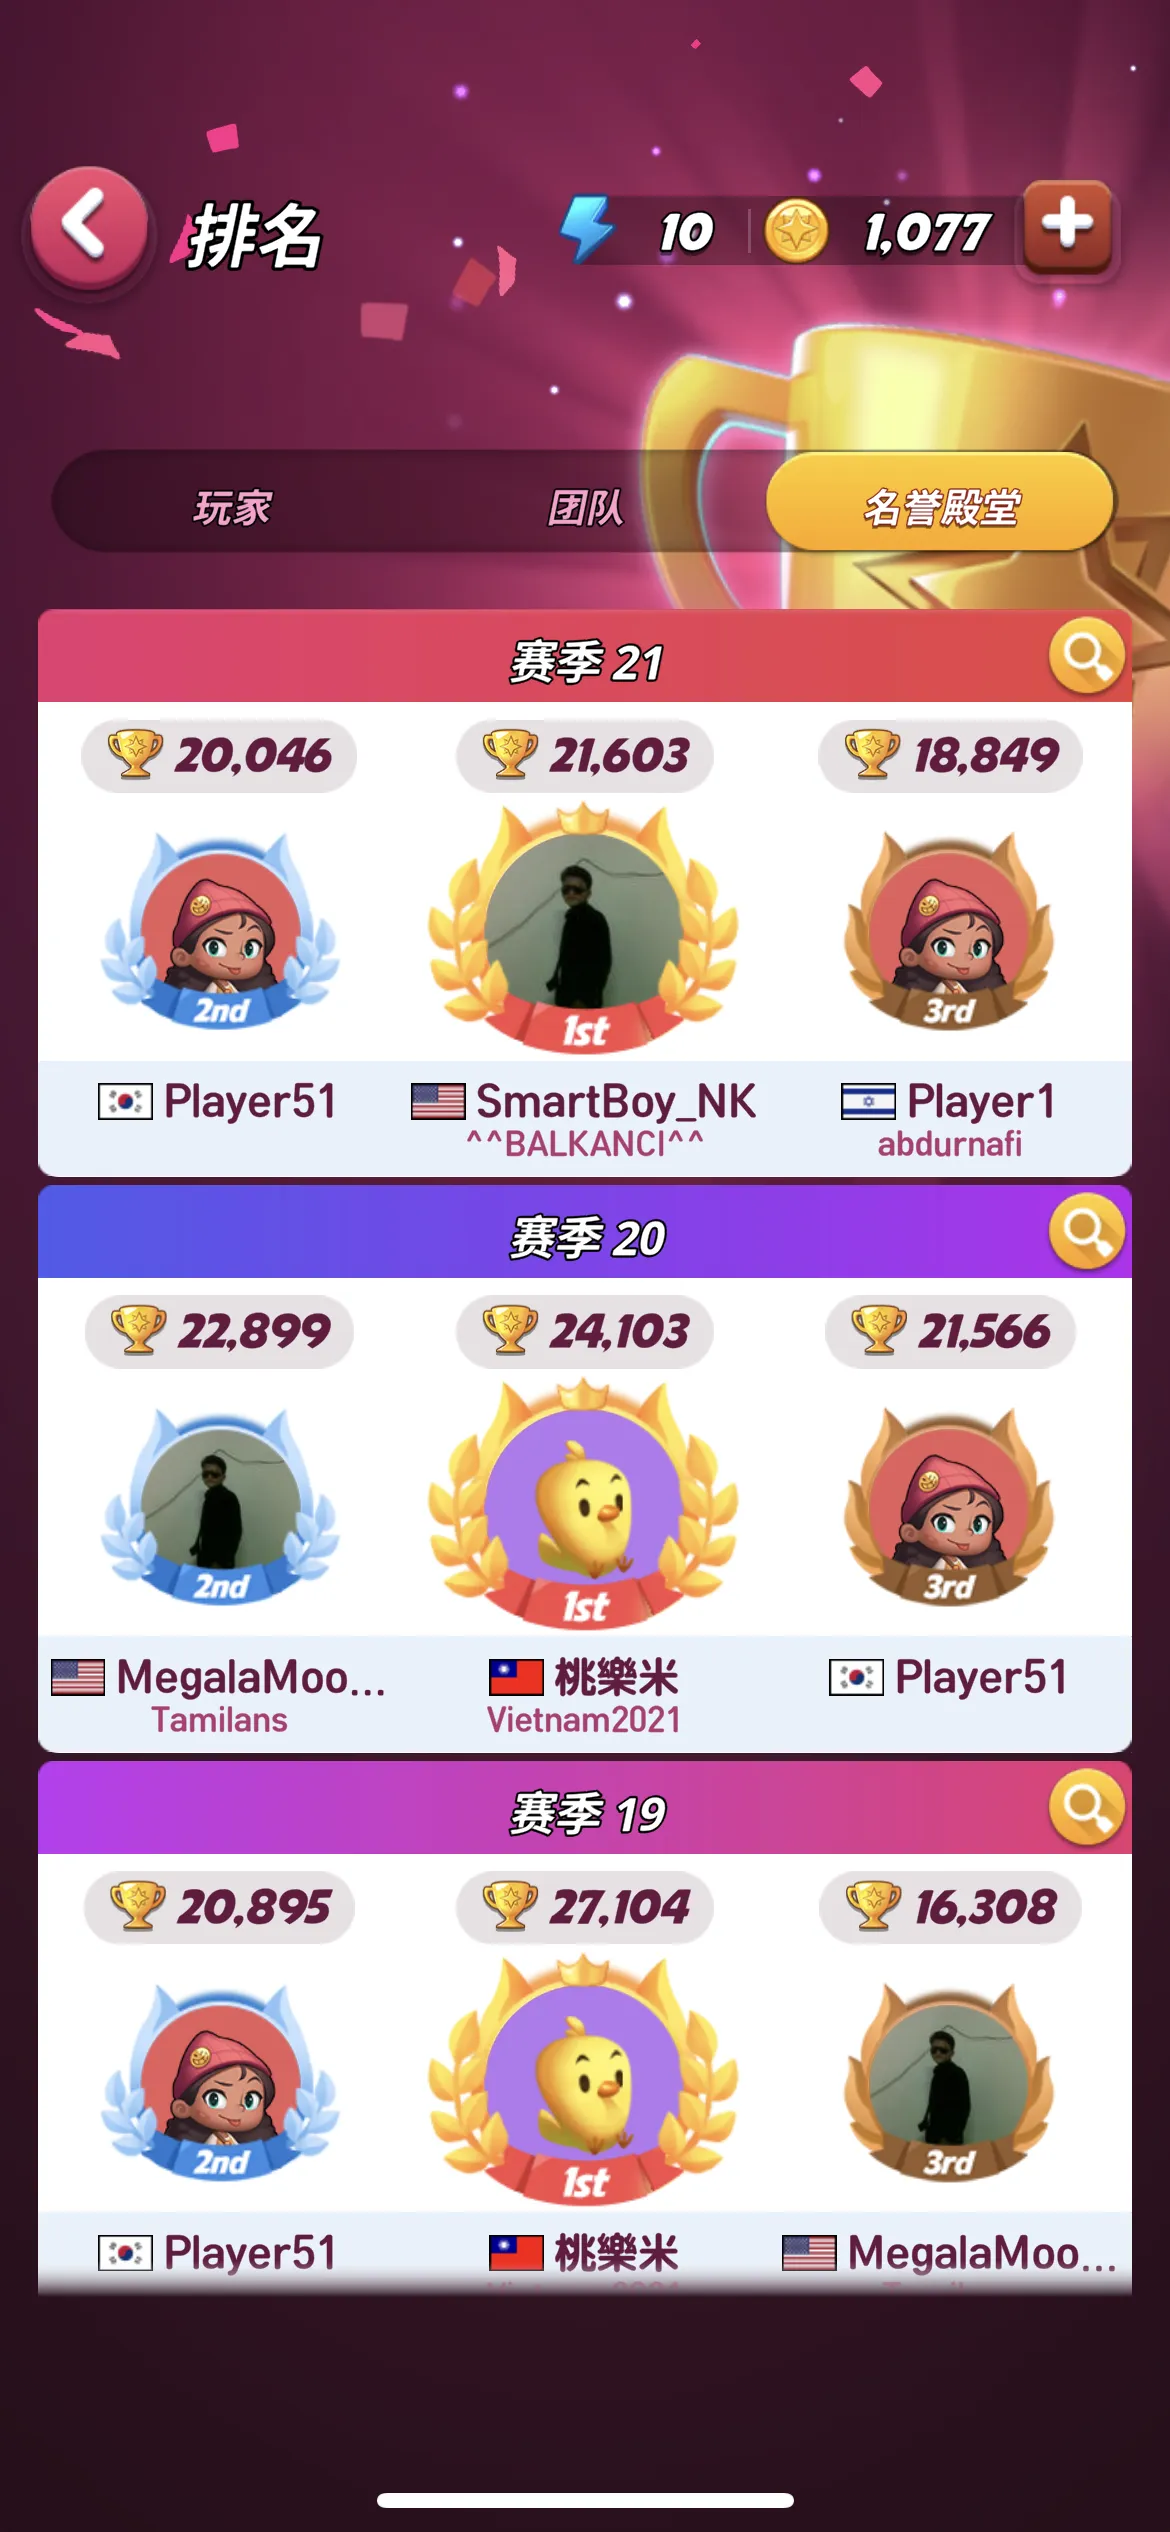 排名
10
1,077
玩家
团队
名誉殿堂
赛季 21
20,046
21,603
18,849
2nd
1st
3rd
Player51
SmartBoy_NK
Player1
^^BALKANCI^^
abdurnafi
赛季 20
22,899
24,103
21,566
2nd
1st
3rd
MegalaMoo...
桃樂米
Player51
Tamilans
Vietnam2021
赛季 19
20,895
27,104
16,308
2nd
1st
3rd
Player51
桃樂米
MegalaMoo...